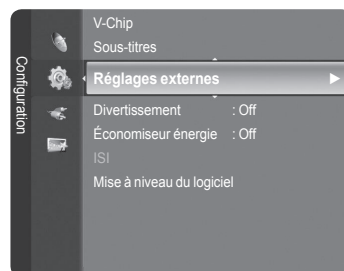 Configuration
V-Chip
Sous-titres
Réglages externes
Divertissement : Off
Économiseur énergie : Off
ISI
Mise à niveau du logiciel